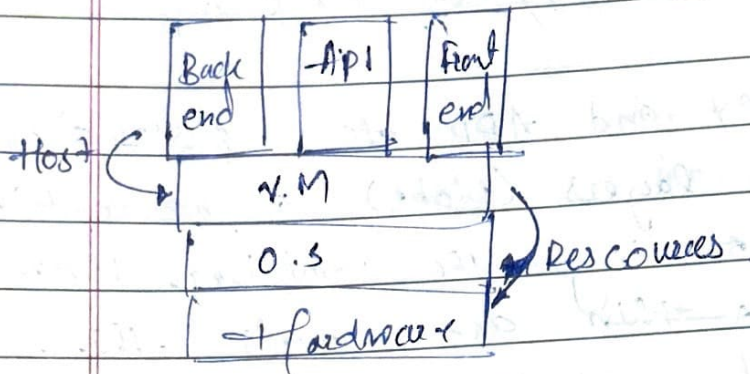 Back end
API
Front end
Host
V.M
O.S
Rescources
Hardware